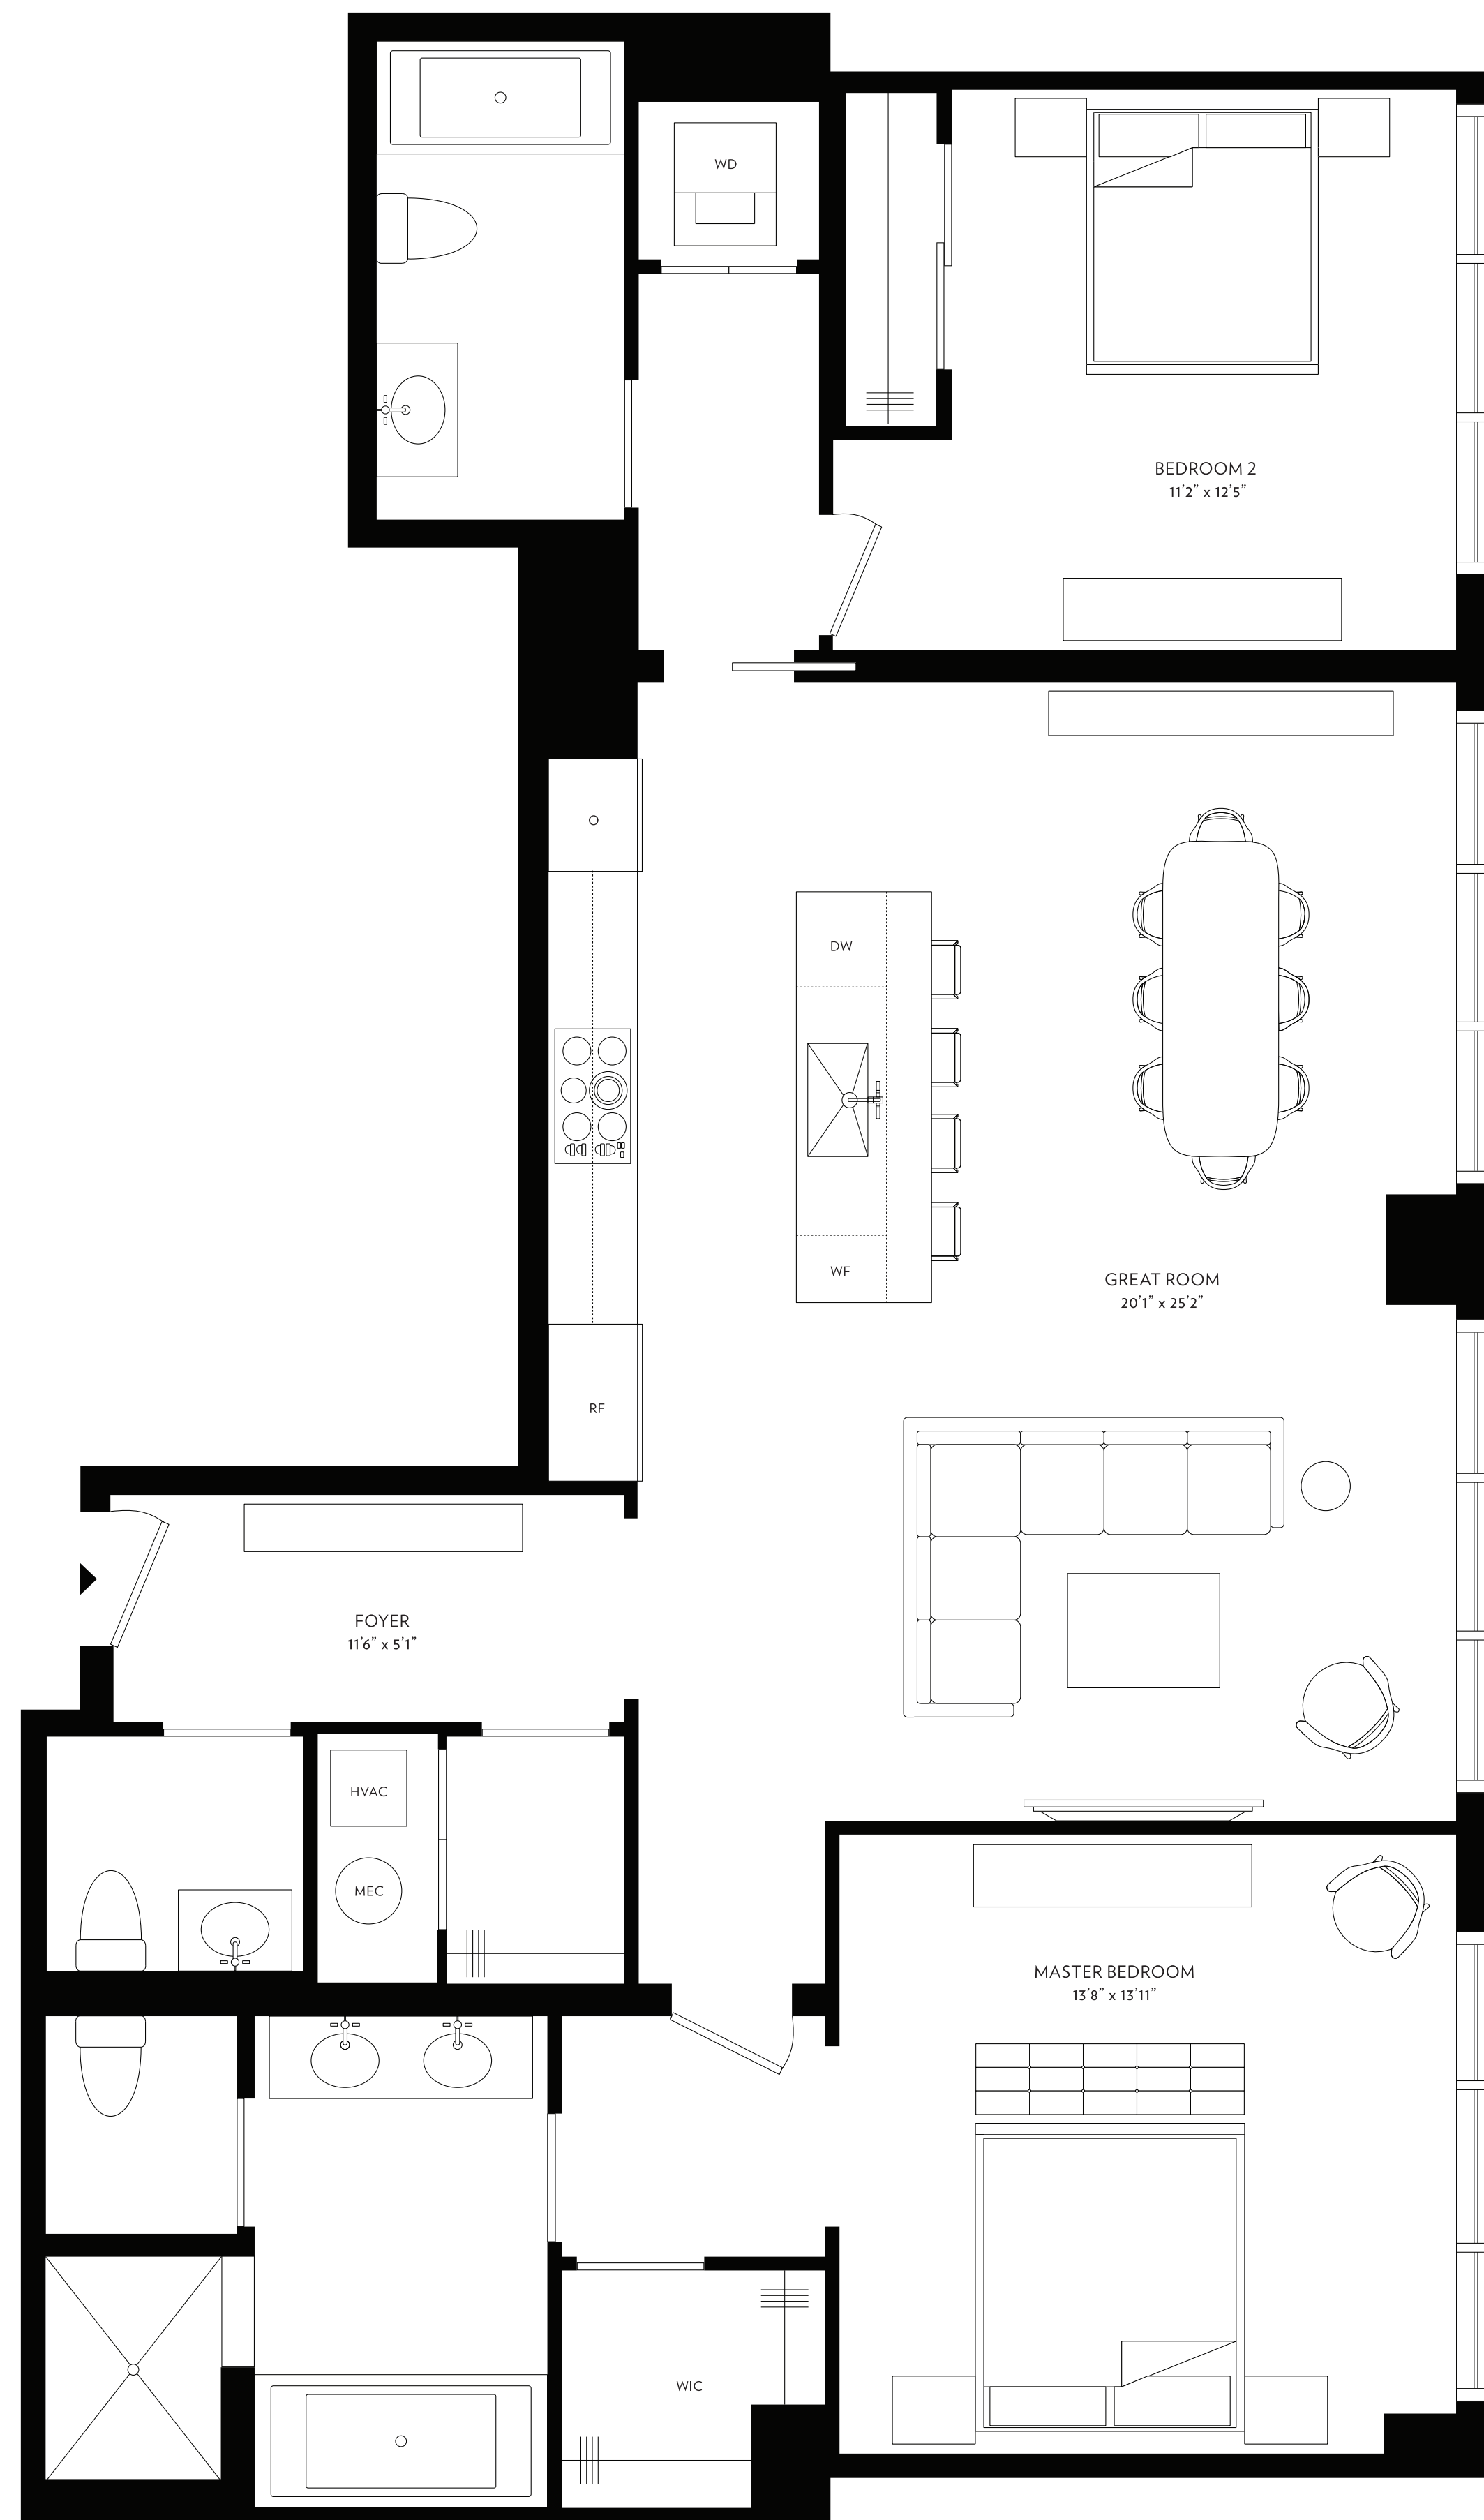 WD
BEDROOM 2
11’2” x 12’5”
O
DW
WF
GREAT ROOM
20’1” x 25’2”
RF
FOYER
11’6” x 5’1”
HVAC
MEC
MASTER BEDROOM
13’8” x 13’11”
WIC